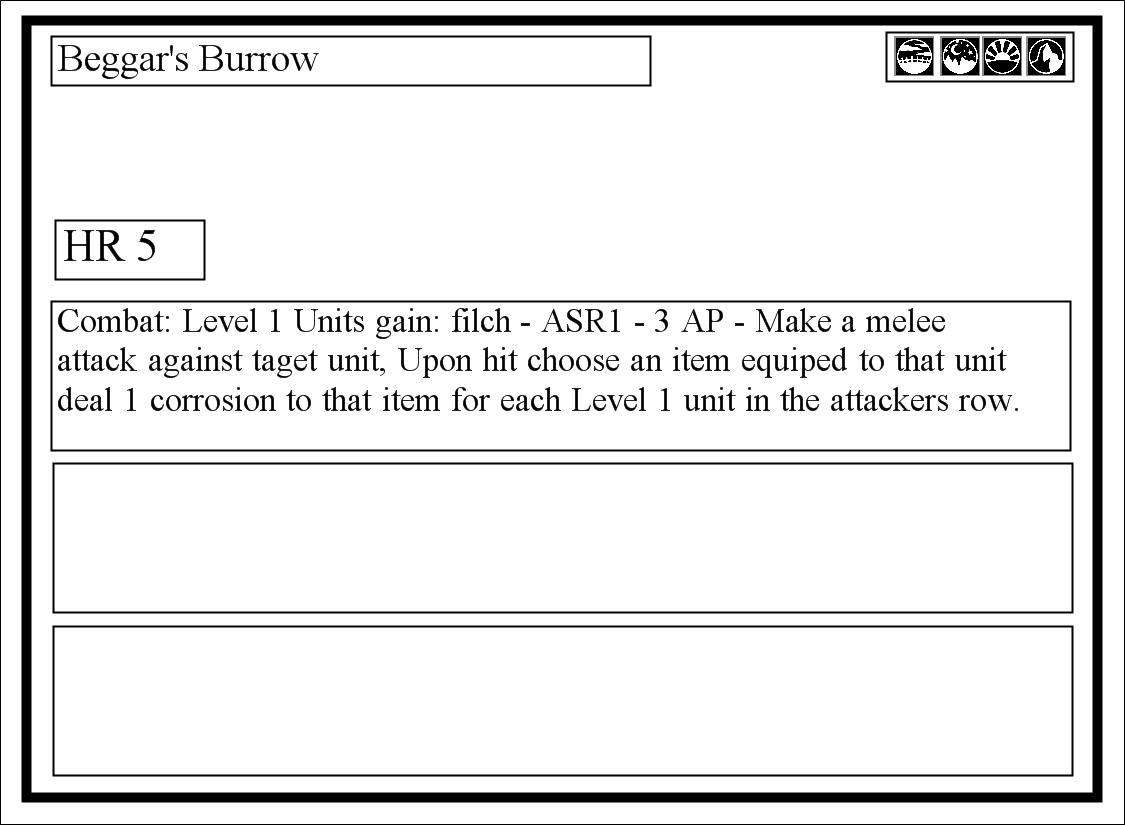 Beggar's Burrow
HR 5
Combat: Level 1 Units gain: filch - ASR1 - 3 AP - Make a melee
attack against taget unit, Upon hit choose an item equiped to that unit
deal 1 corrosion to that item for each Level 1 unit in the attackers row.